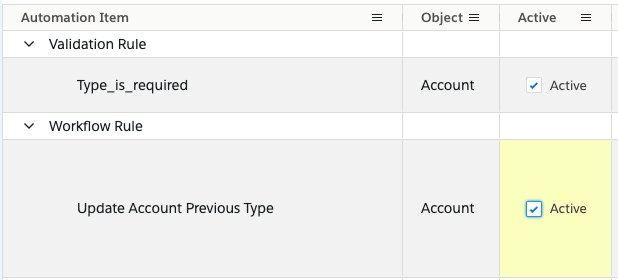 Automation Item Object Active
Validation Rule
Type_is_required Account Active
Workflow Rule
Update Account Previous Type Account Active